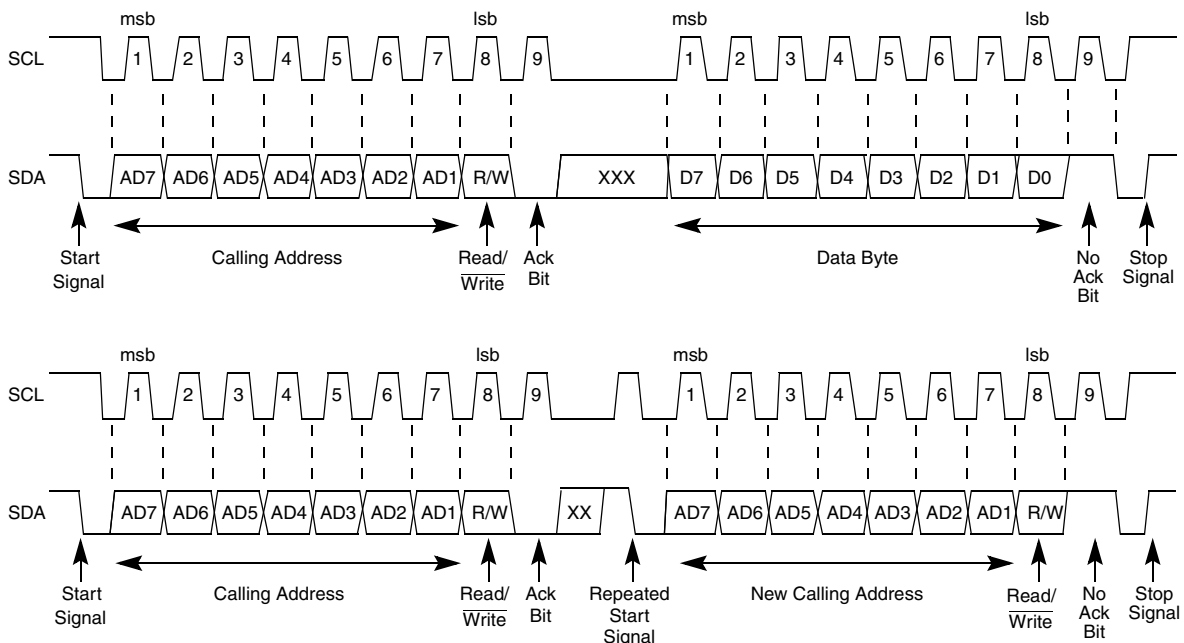 msb lsb msb lsb
SCL 1 2 3 4 5 6 7 8 9 1 2 3 4 5 6 7 8 9
SDA AD7 AD6 AD5 AD4 AD3 AD2 AD1 R/W XXX D7 D6 D5 D4 D3 D2 D1 D0
Start Signal
Calling Address
Read/Write
Ack Bit
Data Byte
No Ack Bit
Stop Signal
msb lsb msb lsb
SCL 1 2 3 4 5 6 7 8 9 1 2 3 4 5 6 7 8 9
SDA AD7 AD6 AD5 AD4 AD3 AD2 AD1 R/W XX AD7 AD6 AD5 AD4 AD3 AD2 AD1 R/W
Start Signal
Calling Address
Read/Write
Ack Bit
Repeated Start Signal
New Calling Address
Read/Write
No Ack Bit
Stop Signal